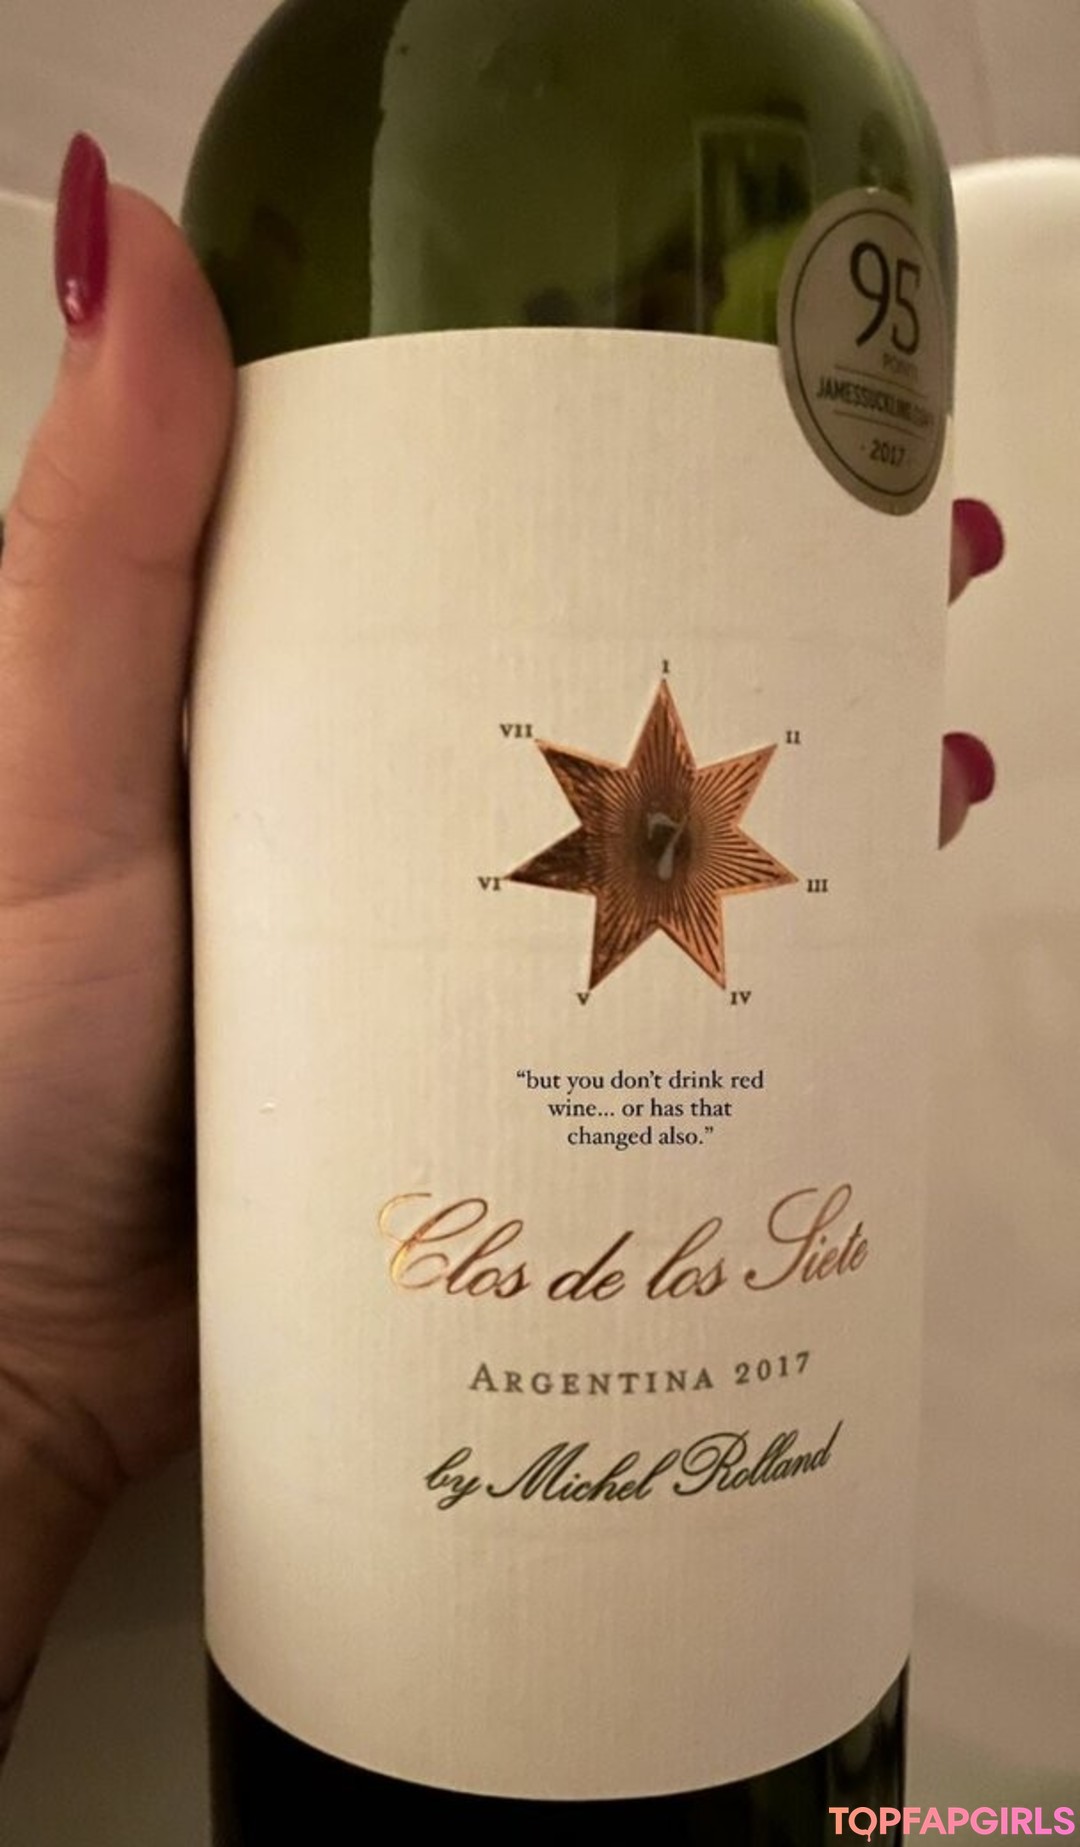 95
POINTS
JAMESSUCKLING.COM
·2017·
I
VII
II
7
VI
III
V
IV
“but you don’t drink red
wine... or has that
changed also.”
Clos de los Siete
ARGENTINA 2017
by Michel Rolland
TOPFAPGIRLS